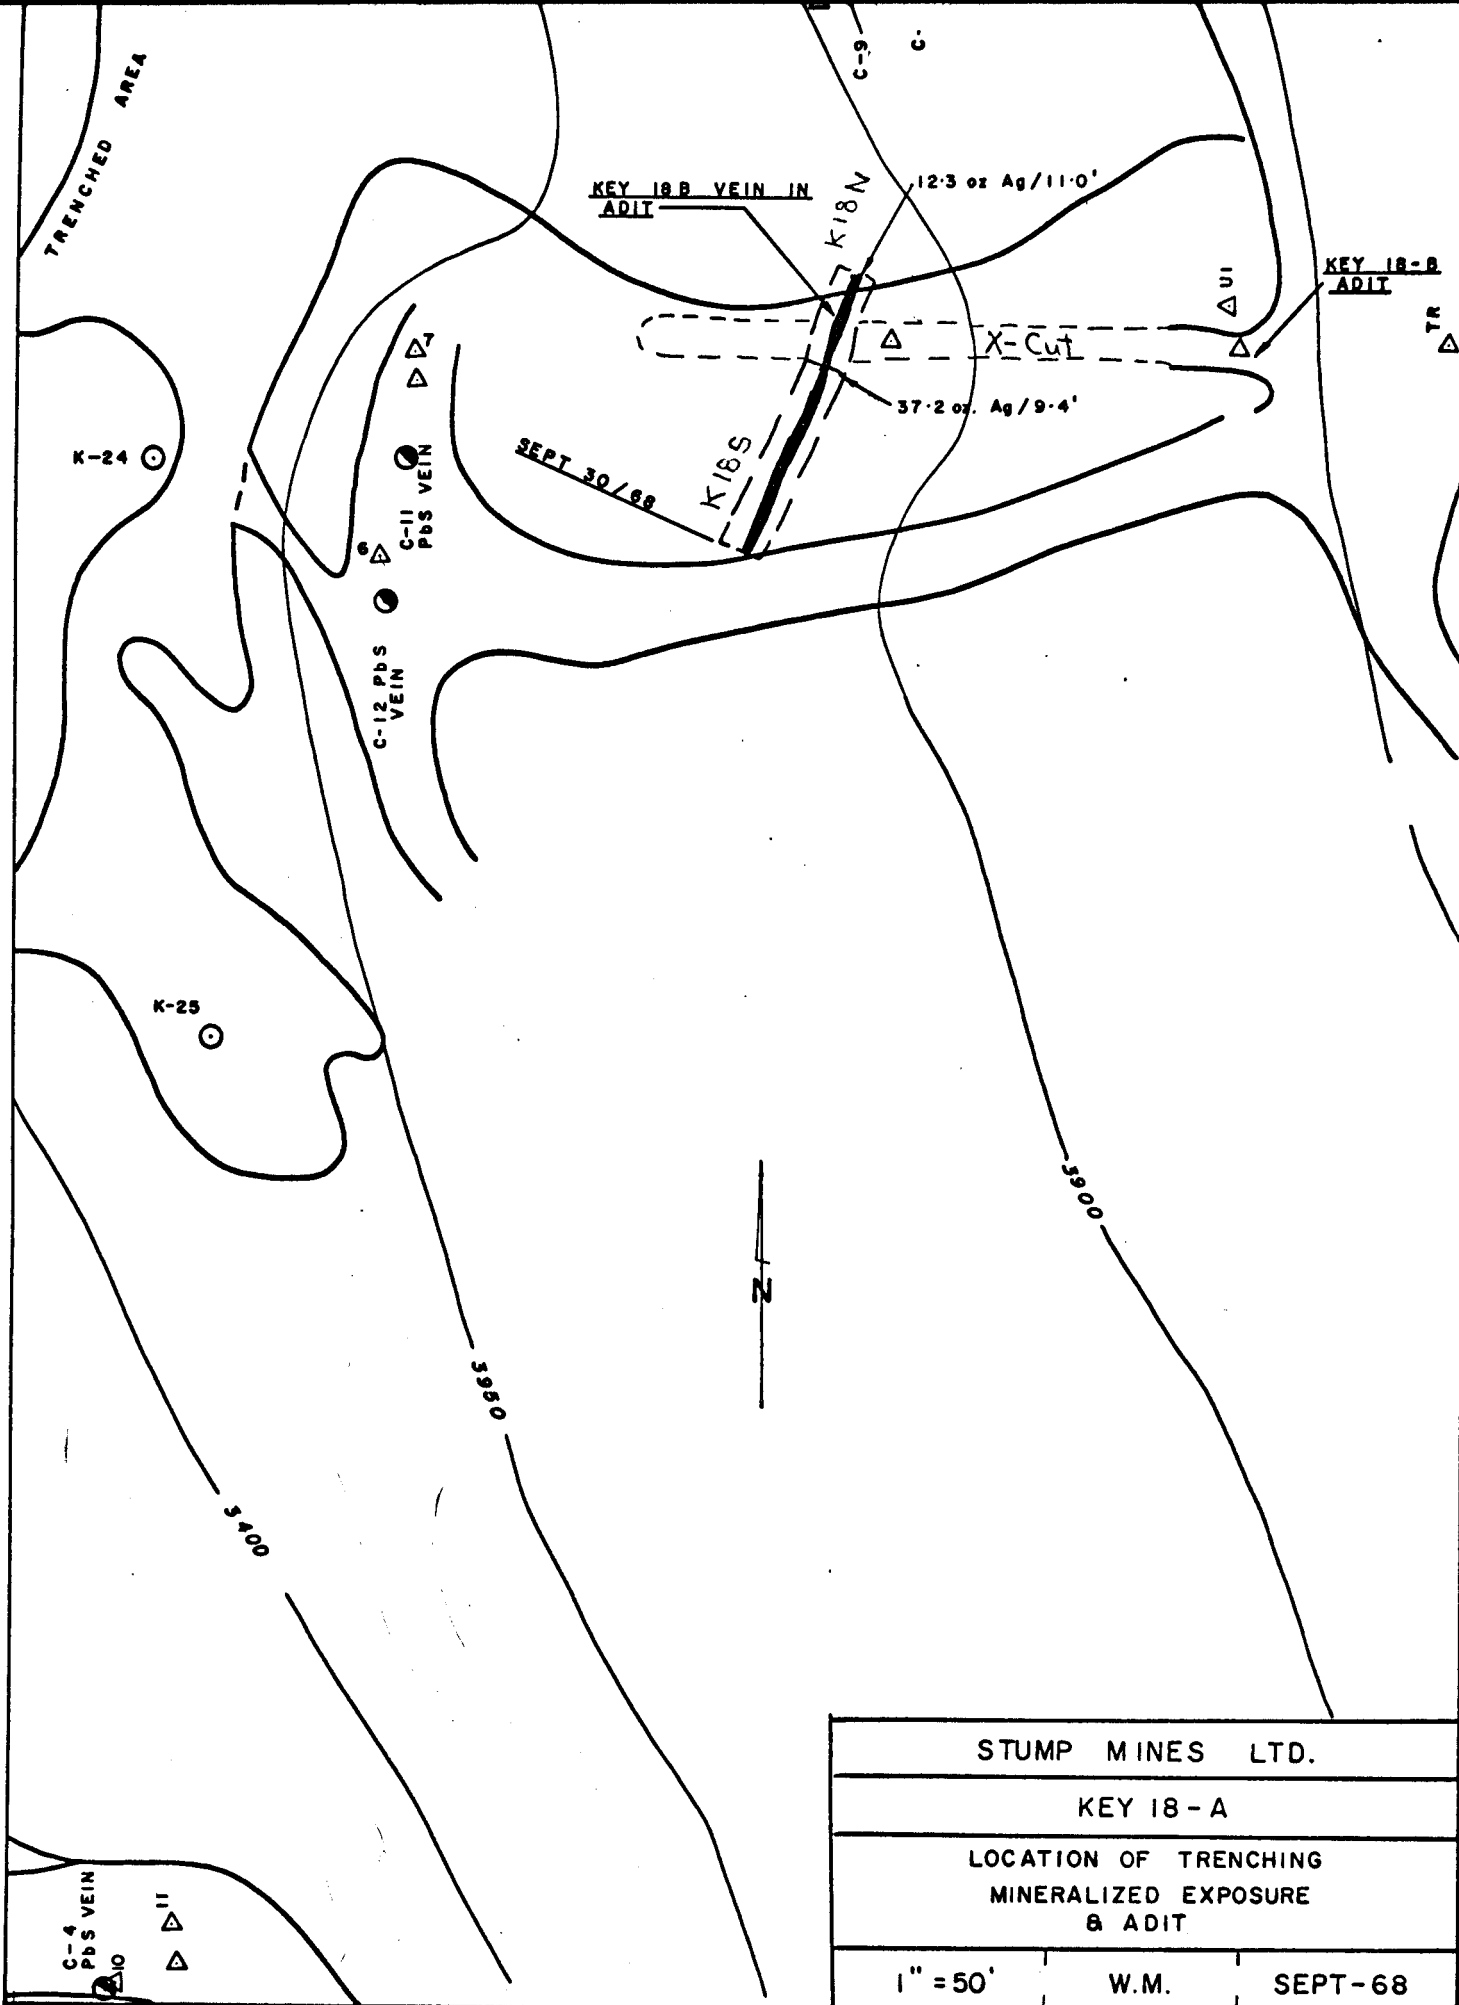 C-9
C-
TRENCHED AREA
KEY 18 B VEIN IN
ADIT
K18N
12.3 oz Ag/11.0'
KEY 18-B
ADIT
U1
TR
7
X-Cut
37.2 oz. Ag/9.4'
K-24
C-11
PbS VEIN
SEPT 30/68
K18S
6
C-12 PbS
VEIN
K-25
3900
N
3950
3400
STUMP MINES LTD.
KEY 18-A
LOCATION OF TRENCHING
MINERALIZED EXPOSURE
& ADIT
1" = 50'
W.M.
SEPT-68
C-4
PbS VEIN
11
10